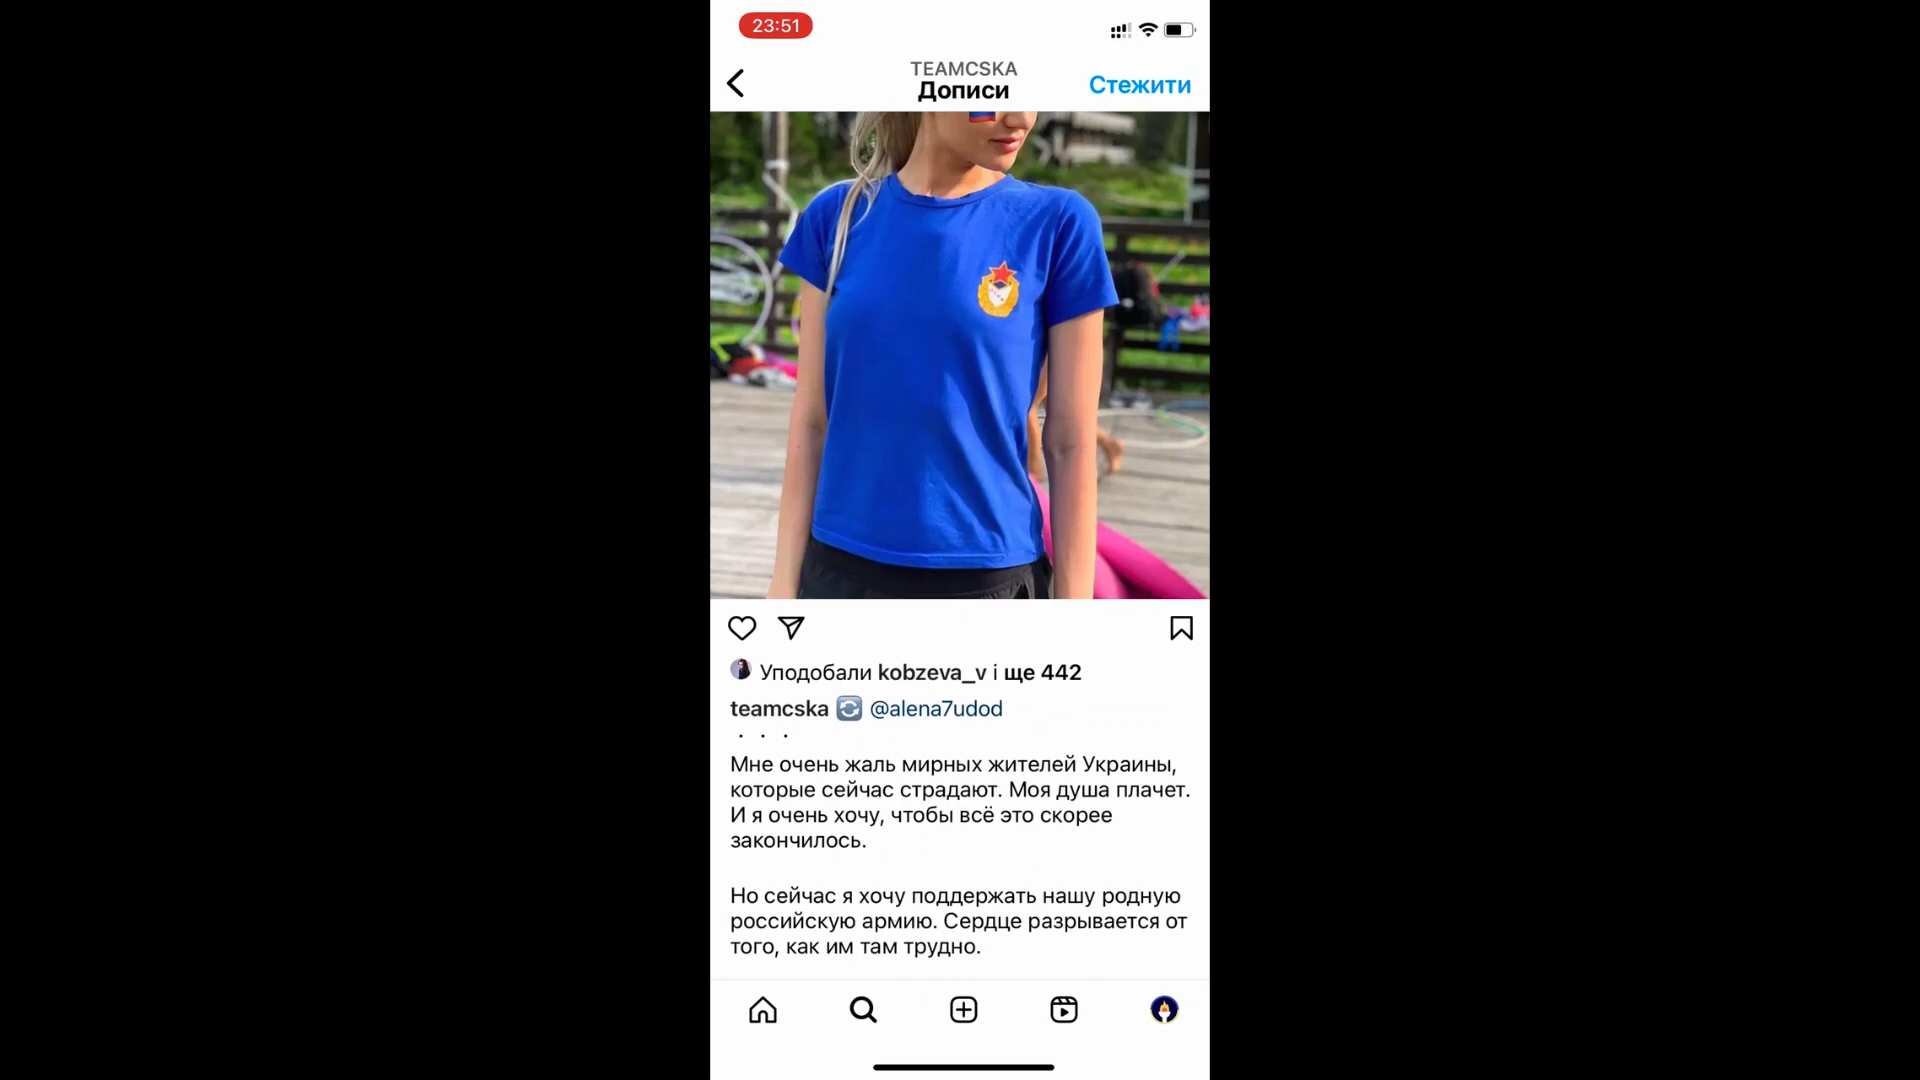 23:51
TEAMCSKA
Дописи
Стежити
Уподобали kobzeva_v і ще 442
teamcska @alena7udod
. . .
Мне очень жаль мирных жителей Украины,
которые сейчас страдают. Моя душа плачет.
И я очень хочу, чтобы всё это скорее
закончилось.
Но сейчас я хочу поддержать нашу родную
российскую армию. Сердце разрывается от
того, как им там трудно.